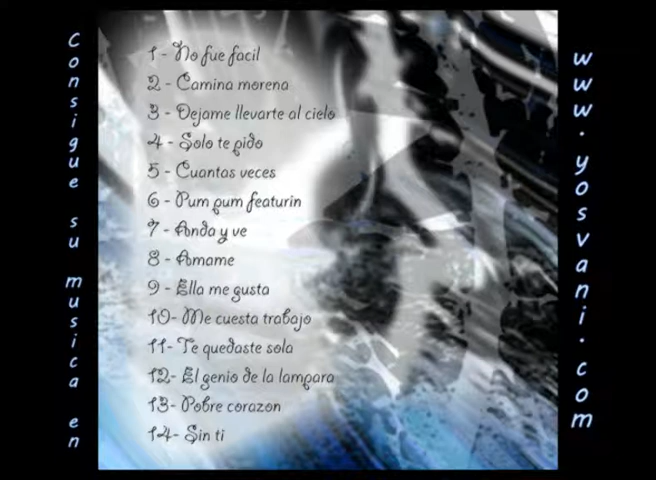 Consigue su musica en
1 - No fue facil
2 - Camina morena
3 - Dejame llevarte al cielo
4 - Solo te pido
5 - Cuantas veces
6 - Pum pum featurin
7 - Anda y ve
8 - Amame
9 - Ella me gusta
10- Me cuesta trabajo
11- Te quedaste sola
12- El genio de la lampara
13- Pobre corazon
14- Sin ti
www.yosvani.com